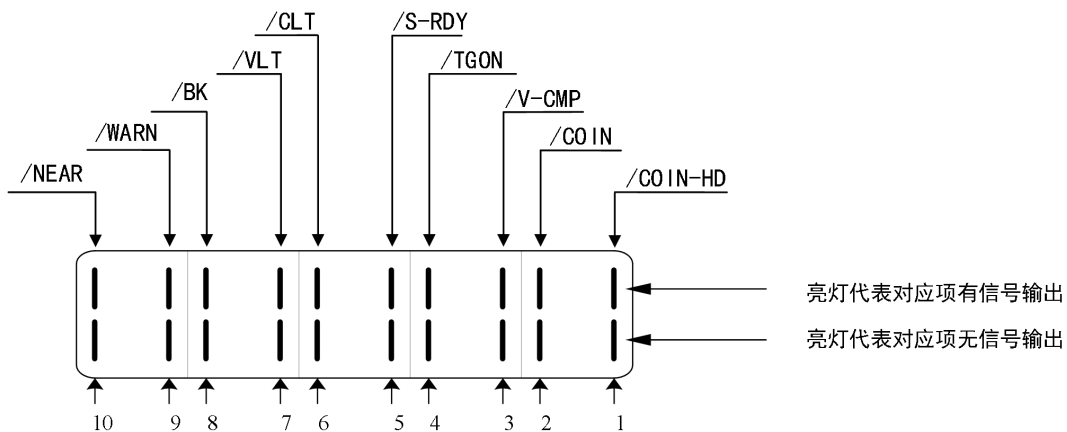 /CLT
/S-RDY
/VLT
/TGON
/BK
/V-CMP
/WARN
/COIN
/NEAR
/COIN-HD
亮灯代表对应项有信号输出
亮灯代表对应项无信号输出
10 9 8 7 6 5 4 3 2 1